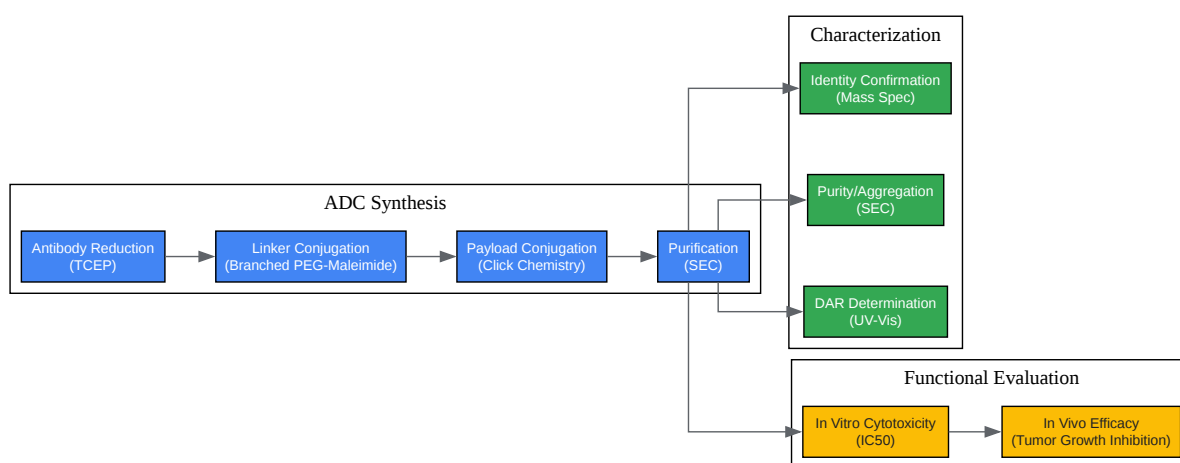 ADC Synthesis
Antibody Reduction
(TCEP)
Linker Conjugation
(Branched PEG-Maleimide)
Payload Conjugation
(Click Chemistry)
Purification
(SEC)
Characterization
Identity Confirmation
(Mass Spec)
Purity/Aggregation
(SEC)
DAR Determination
(UV-Vis)
Functional Evaluation
In Vitro Cytotoxicity
(IC50)
In Vivo Efficacy
(Tumor Growth Inhibition)